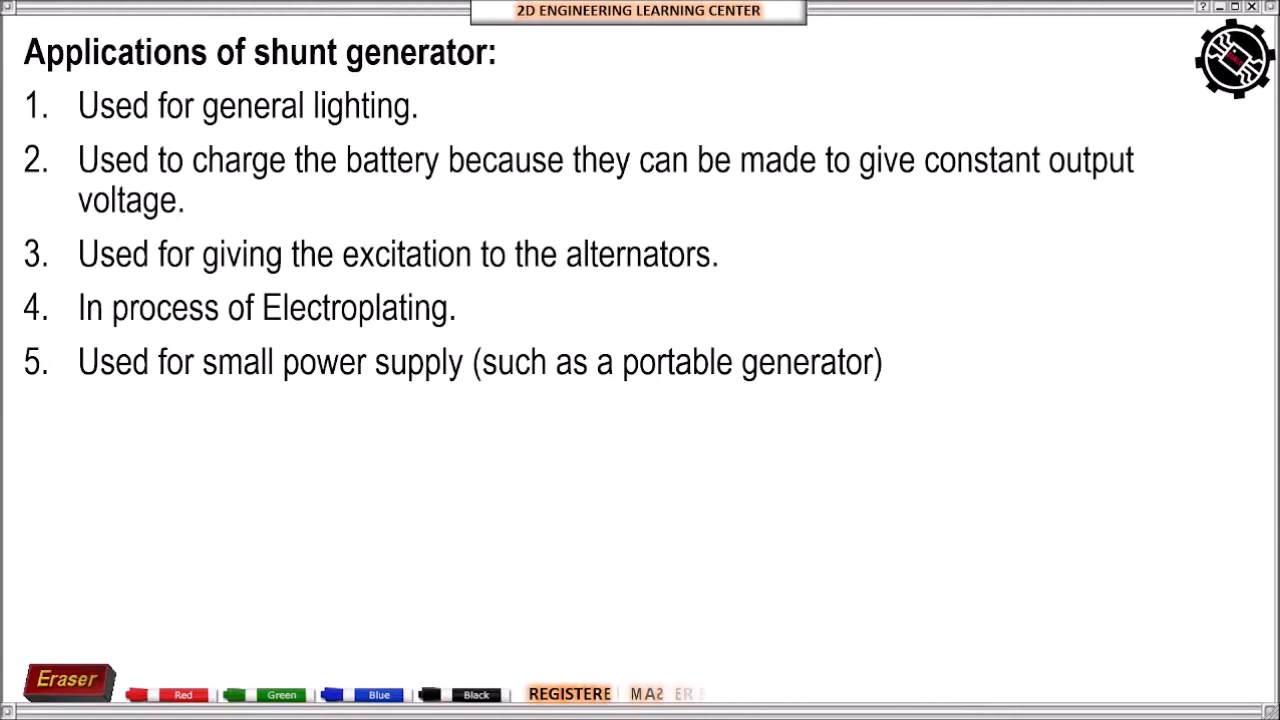 2D ENGINEERING LEARNING CENTER
Applications of shunt generator:
1. Used for general lighting.
2. Used to charge the battery because they can be made to give constant output
voltage.
3. Used for giving the excitation to the alternators.
4. In process of Electroplating.
5. Used for small power supply (such as a portable generator)
Eraser
Red Green Blue Black REGISTERE